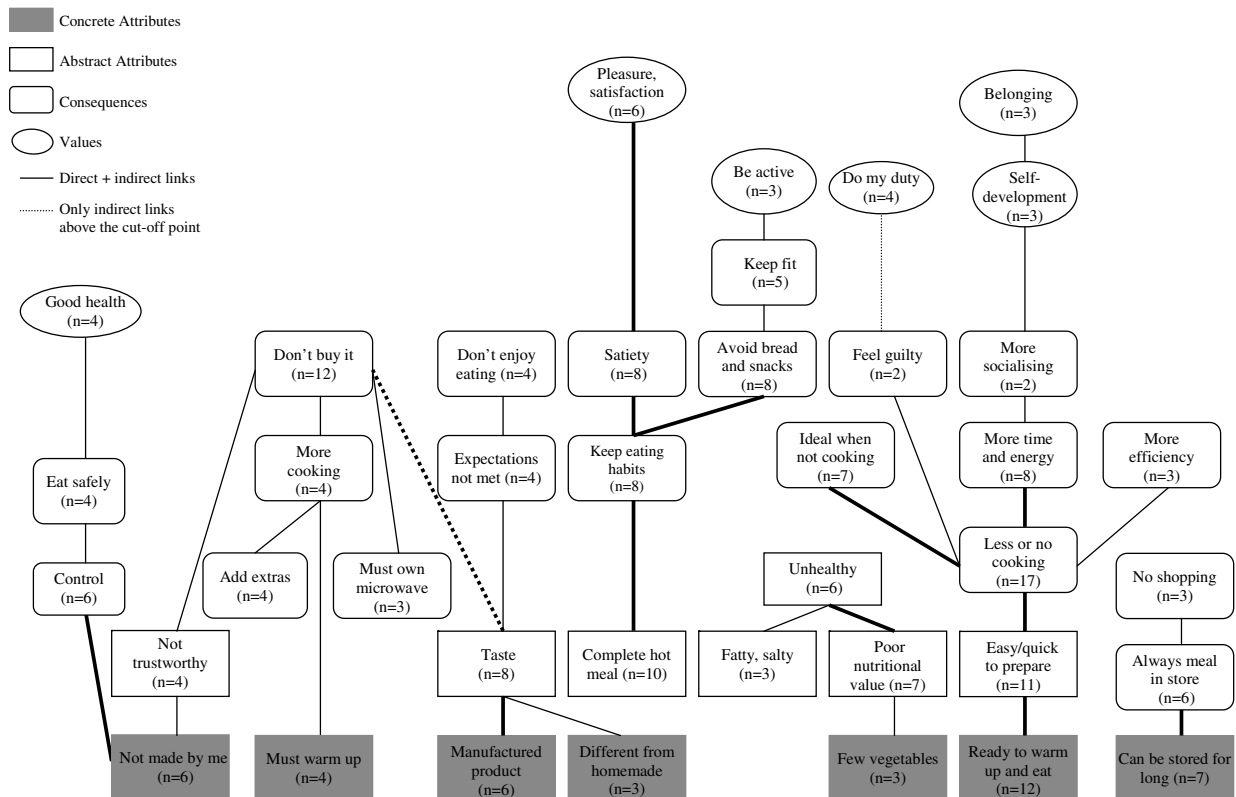 Concrete Attributes
Abstract Attributes
Consequences
Values
Direct + indirect links
Only indirect links
above the cut-off point
Pleasure,
satisfaction
(n=6)
Belonging
(n=3)
Be active
(n=3)
Do my duty
(n=4)
Self-
development
(n=3)
Keep fit
(n=5)
Good health
(n=4)
Don't buy it
(n=12)
Don't enjoy
eating (n=4)
Satiety
(n=8)
Avoid bread
and snacks
(n=8)
Feel guilty
(n=2)
More
socialising
(n=2)
Eat safely
(n=4)
More
cooking
(n=4)
Expectations
not met (n=4)
Keep eating
habits
(n=8)
Ideal when
not cooking
(n=7)
More time
and energy
(n=8)
More
efficiency
(n=3)
Control
(n=6)
Add extras
(n=4)
Must own
microwave
(n=3)
Unhealthy
(n=6)
Less or no
cooking
(n=17)
No shopping
(n=3)
Not
trustworthy
(n=4)
Taste
(n=8)
Complete hot
meal (n=10)
Fatty, salty
(n=3)
Poor
nutritional
value (n=7)
Easy/quick
to prepare
(n=11)
Always meal
in store
(n=6)
Not made by me
(n=6)
Must warm up
(n=4)
Manufactured
product
(n=6)
Different from
homemade
(n=3)
Few vegetables
(n=3)
Ready to warm
up and eat
(n=12)
Can be stored for
long (n=7)